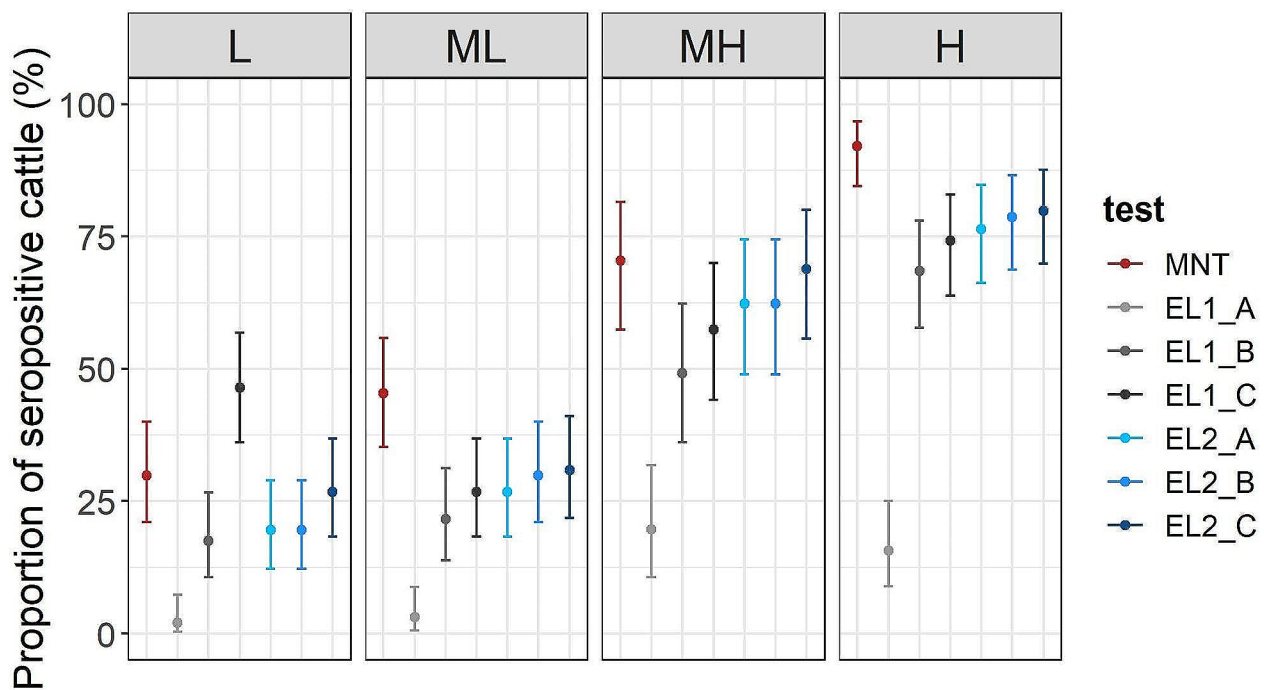 L ML MH H
Proportion of seropositive cattle (%)
100
75
50
25
0
test
MNT
EL1_A
EL1_B
EL1_C
EL2_A
EL2_B
EL2_C